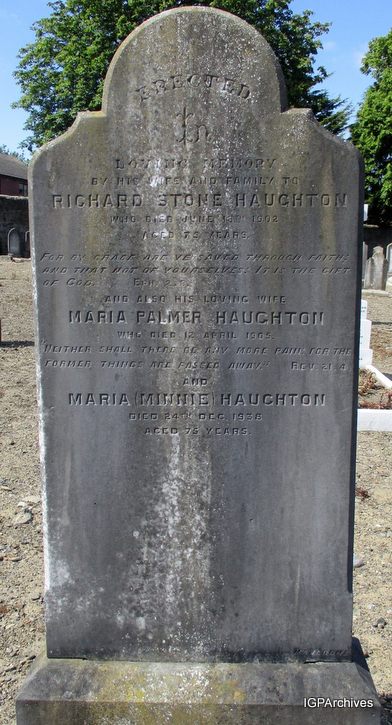 ERECTED
IN
LOVING MEMORY
BY HIS WIFE AND FAMILY TO
RICHARD STONE HAUGHTON
WHO DIED JUNE 13TH 1902
AGED 73 YEARS.
FOR BY GRACE ARE YE SAVED THROUGH FAITH:
AND THAT NOT OF YOURSELVES: IT IS THE GIFT
OF GOD. EPH. 2.8.
AND ALSO HIS LOVING WIFE
MARIA PALMER HAUGHTON
WHO DIED 12 APRIL 1905.
"NEITHER SHALL THERE BE ANY MORE PAIN, FOR THE
FORMER THINGS ARE PASSED AWAY." REV. 21.4.
AND
MARIA (MINNIE) HAUGHTON
DIED 24TH DEC. 1938
AGED 75 YEARS.
IGPArchives